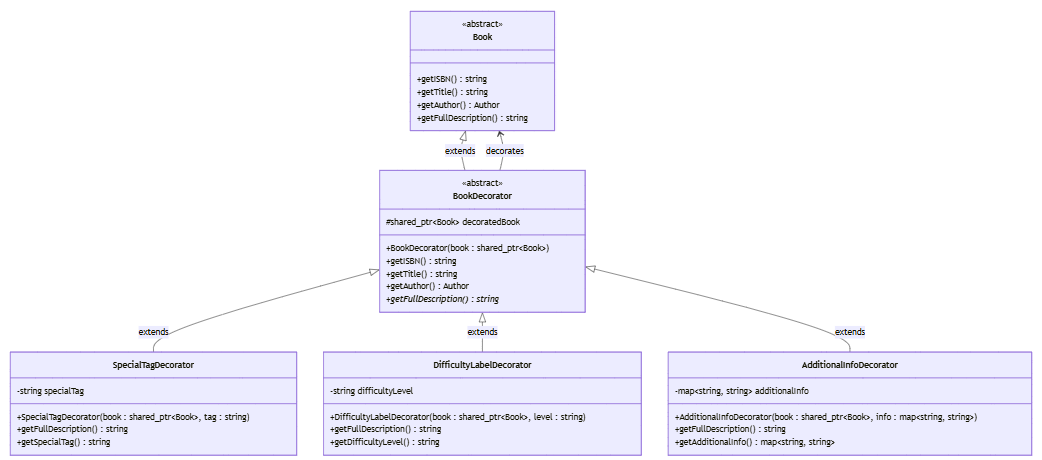 «abstract»
Book
+getISBN() : string
+getTitle() : string
+getAuthor() : Author
+getFullDescription() : string
extends
decorates
«abstract»
BookDecorator
#shared_ptr<Book> decoratedBook
+BookDecorator(book : shared_ptr<Book>)
+getISBN() : string
+getTitle() : string
+getAuthor() : Author
+getFullDescription() : string
extends
extends
extends
SpecialTagDecorator
-string specialTag
+SpecialTagDecorator(book : shared_ptr<Book>, tag : string)
+getFullDescription() : string
+getSpecialTag() : string
DifficultyLabelDecorator
-string difficultyLevel
+DifficultyLabelDecorator(book : shared_ptr<Book>, level : string)
+getFullDescription() : string
+getDifficultyLevel() : string
AdditionalInfoDecorator
-map<string, string> additionalInfo
+AdditionalInfoDecorator(book : shared_ptr<Book>, info : map<string, string>)
+getFullDescription() : string
+getAdditionalInfo() : map<string, string>